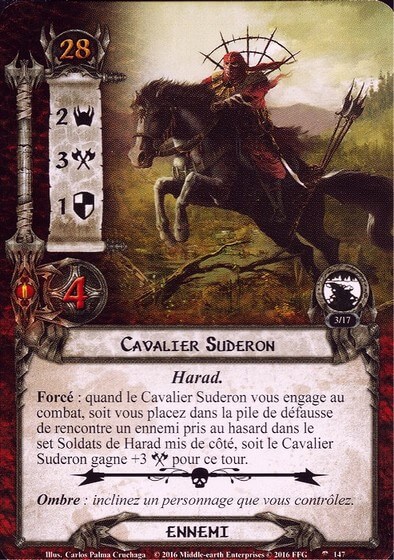 28
2
3
1
4
3/17
CAVALIER SUDERON
Harad.
Forcé : quand le Cavalier Suderon vous engage au
combat, soit vous placez dans la pile de défausse
de rencontre un ennemi pris au hasard dans le
set Soldats de Harad mis de côté, soit le Cavalier
Suderon gagne +3 pour ce tour.
Ombre : inclinez un personnage que vous contrôlez.
ENNEMI
Illus. Carlos Palma Cruchaga © 2016 Middle-earth Enterprises © 2016 FFG 147